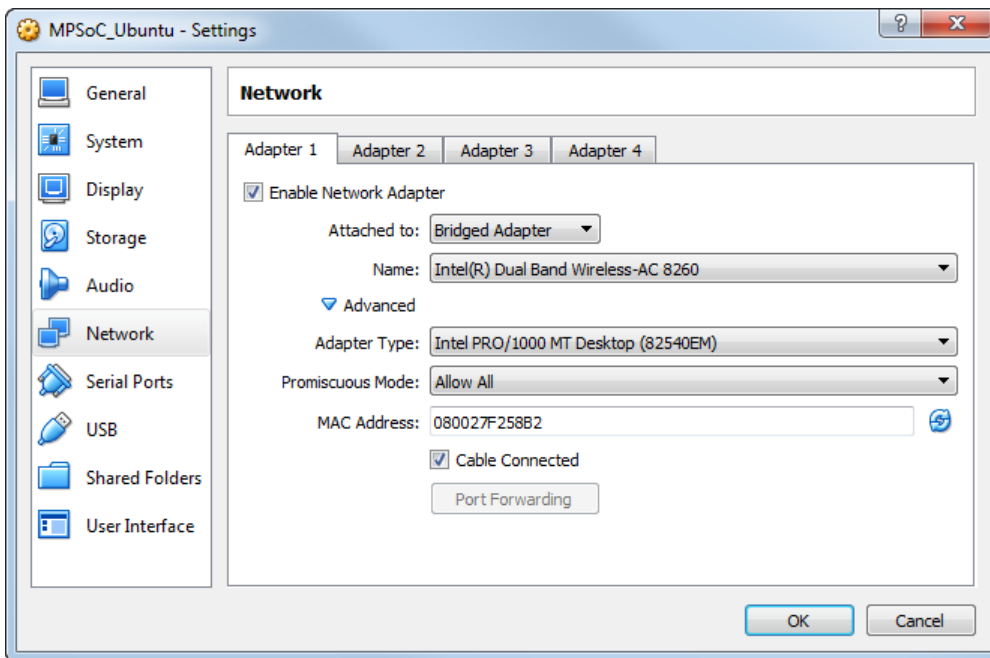 MPSoC_Ubuntu - Settings
General
System
Display
Storage
Audio
Network
Serial Ports
USB
Shared Folders
User Interface
Network
Adapter 1 Adapter 2 Adapter 3 Adapter 4
Enable Network Adapter
Attached to: Bridged Adapter
Name: Intel(R) Dual Band Wireless-AC 8260
Advanced
Adapter Type: Intel PRO/1000 MT Desktop (82540EM)
Promiscuous Mode: Allow All
MAC Address: 080027F258B2
Cable Connected
Port Forwarding
OK Cancel